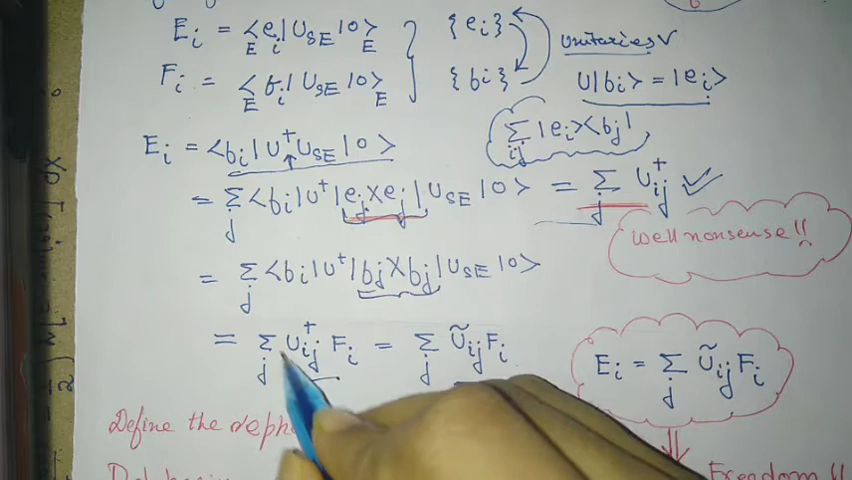 E_i = _E<e_i| U_SE |0>_E
{e_i}
Unitaries ✓
F_i = _E<b_i| U_SE |0>_E
{b_i}
U|b_i> = |e_i>
E_i = <b_i| U^† U_SE |0>
Σ_ij |e_i><b_j|
= Σ_j <b_i| U^† |e_j><e_j| U_SE |0> = Σ_j U_ij^† ✓
well nonsense!!
= Σ_j <b_i| U^† |b_j><b_j| U_SE |0>
= Σ_j U_ij^† F_i = Σ_j Ũ_ij F_i
E_i = Σ_j Ũ_ij F_i
⇓
Define the deph
Freedom!!